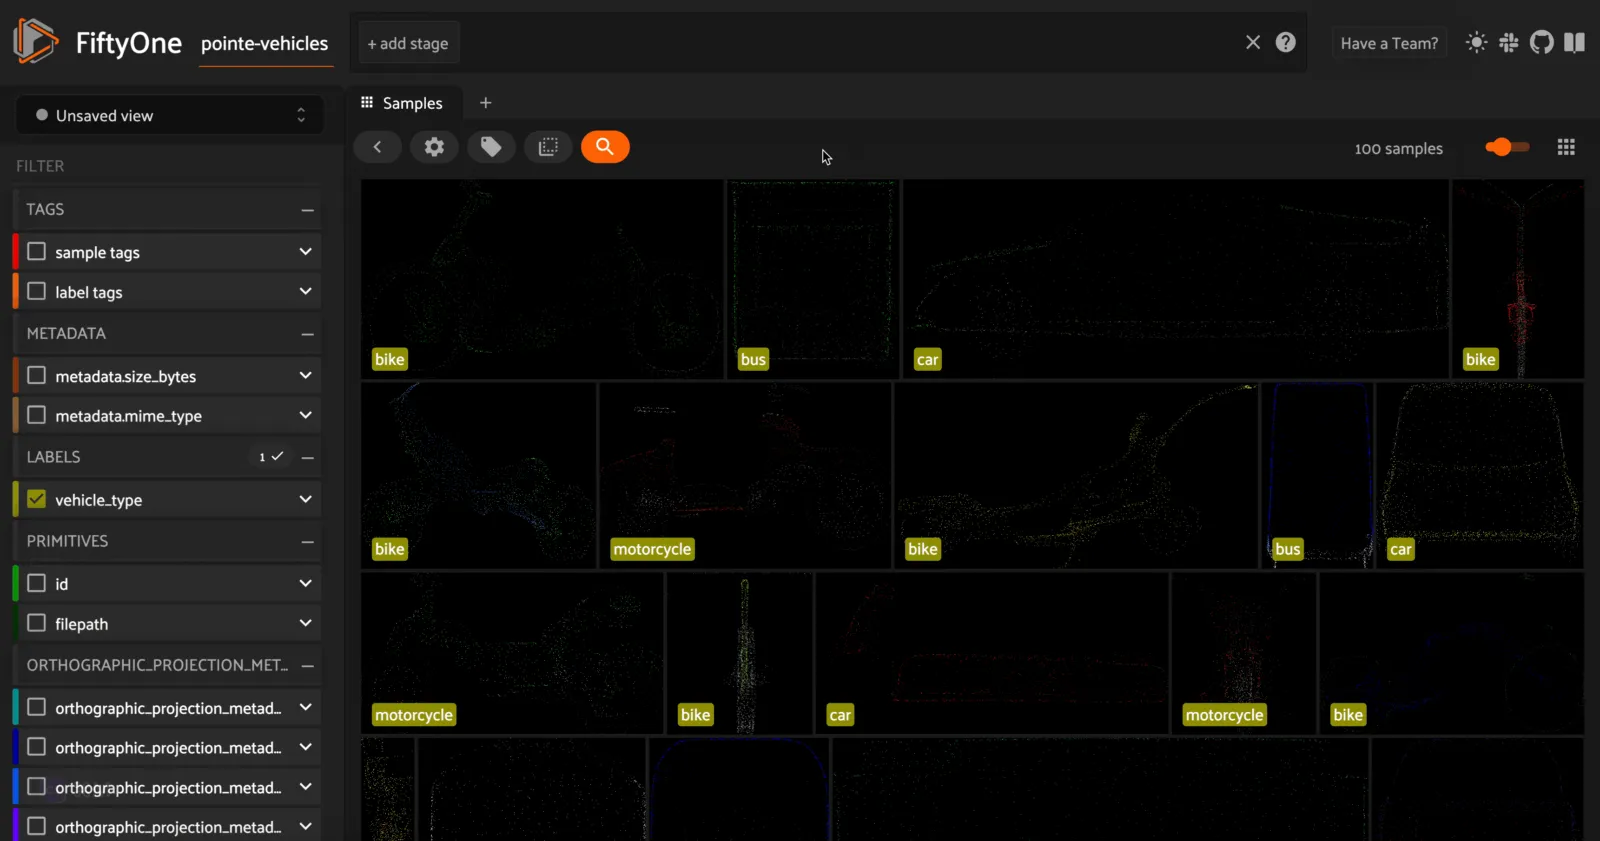 FiftyOne
pointe-vehicles
+ add stage
Have a Team?
Unsaved view
Samples
+
FILTER
100 samples
TAGS
sample tags
label tags
METADATA
metadata.size_bytes
metadata.mime_type
LABELS
1
vehicle_type
PRIMITIVES
id
filepath
ORTHOGRAPHIC_PROJECTION_MET...
orthographic_projection_metad...
orthographic_projection_metad...
orthographic_projection_metad...
orthographic_projection_metad...
bike
bus
car
bike
bike
motorcycle
bike
bus
car
motorcycle
bike
car
motorcycle
bike